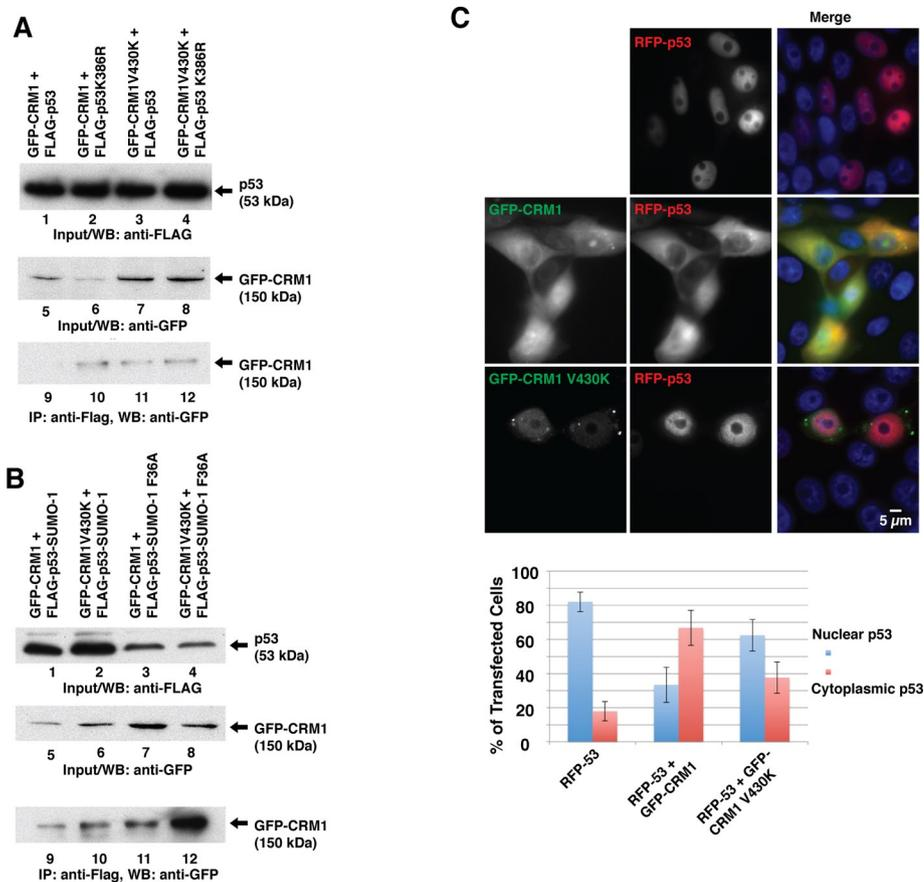 A
GFP-CRM1 +
FLAG-p53
GFP-CRM1 +
FLAG-p53K386R
GFP-CRM1V430K +
FLAG-p53
GFP-CRM1V430K +
FLAG-p53 K386R
p53
(53 kDa)
1 2 3 4
Input/WB: anti-FLAG
GFP-CRM1
(150 kDa)
5 6 7 8
Input/WB: anti-GFP
GFP-CRM1
(150 kDa)
9 10 11 12
IP: anti-Flag, WB: anti-GFP
B
GFP-CRM1 +
FLAG-p53-SUMO-1
GFP-CRM1V430K +
FLAG-p53-SUMO-1
GFP-CRM1 +
FLAG-p53-SUMO-1 F36A
GFP-CRM1V430K +
FLAG-p53-SUMO-1 F36A
p53
(53 kDa)
1 2 3 4
Input/WB: anti-FLAG
GFP-CRM1
(150 kDa)
5 6 7 8
Input/WB: anti-GFP
GFP-CRM1
(150 kDa)
9 10 11 12
IP: anti-Flag, WB: anti-GFP
C
Merge
RFP-p53
GFP-CRM1
RFP-p53
GFP-CRM1 V430K
RFP-p53
5 µm
% of Transfected Cells
100
80
60
40
20
0
RFP-53
RFP-53 +
GFP-CRM1
RFP-53 + GFP-
CRM1 V430K
Nuclear p53
Cytoplasmic p53